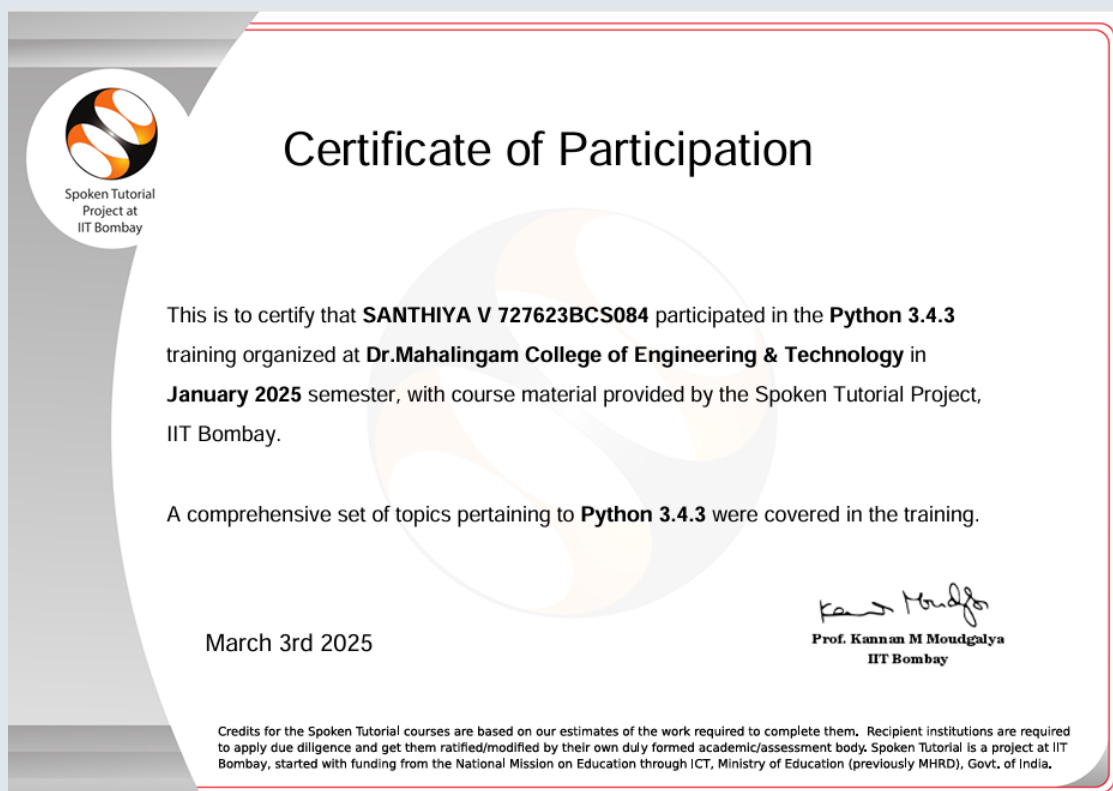 Spoken Tutorial
Project at
IIT Bombay
Certificate of Participation
This is to certify that SANTHIYA V 727623BCS084 participated in the Python 3.4.3
training organized at Dr.Mahalingam College of Engineering & Technology in
January 2025 semester, with course material provided by the Spoken Tutorial Project,
IIT Bombay.
A comprehensive set of topics pertaining to Python 3.4.3 were covered in the training.
March 3rd 2025
Prof. Kannan M Moudgalya
IIT Bombay
Credits for the Spoken Tutorial courses are based on our estimates of the work required to complete them. Recipient institutions are required
to apply due diligence and get them ratified/modified by their own duly formed academic/assessment body. Spoken Tutorial is a project at IIT
Bombay, started with funding from the National Mission on Education through ICT, Ministry of Education (previously MHRD), Govt. of India.